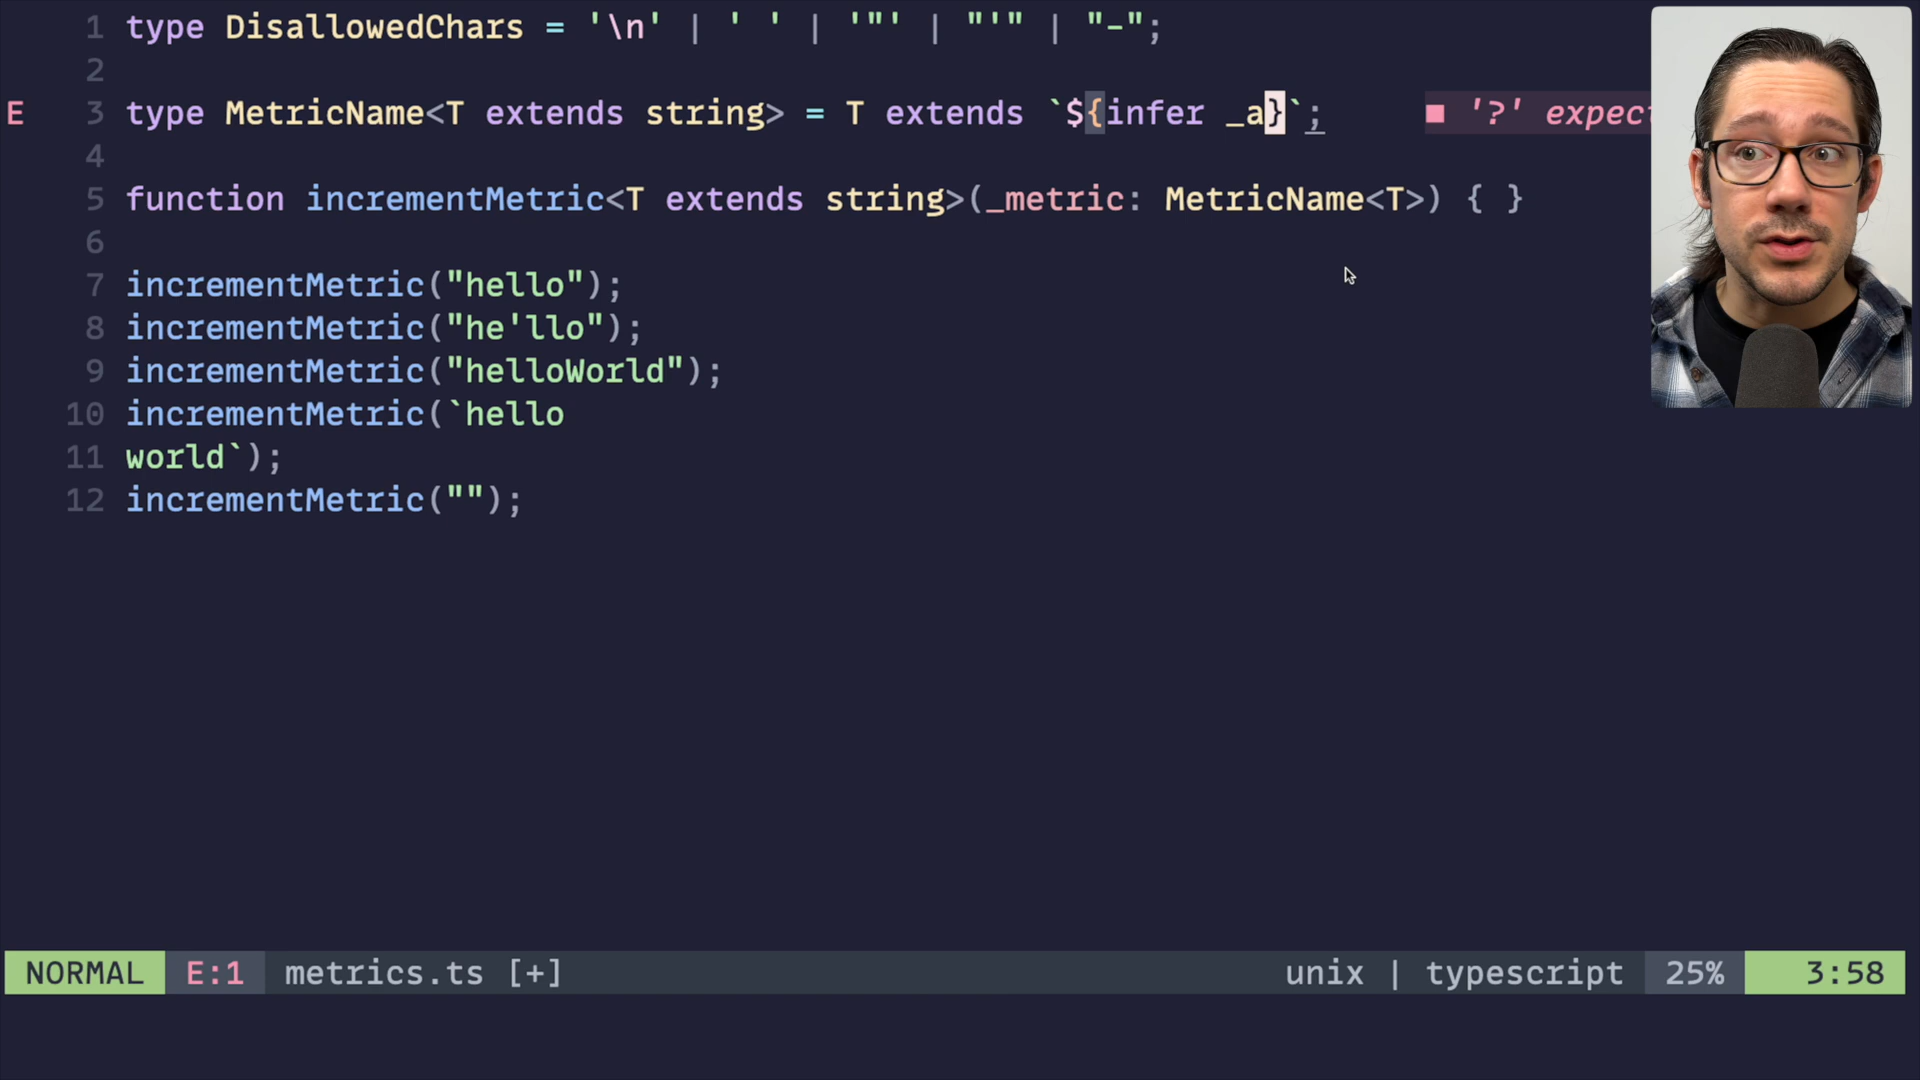 1 type DisallowedChars = '\n' | ' ' | '"' | "'" | "-";
2
E 3 type MetricName<T extends string> = T extends `${infer _a}`; ■ '?' expec
4
5 function incrementMetric<T extends string>(_metric: MetricName<T>) { }
6
7 incrementMetric("hello");
8 incrementMetric("he'llo");
9 incrementMetric("helloWorld");
10 incrementMetric(`hello
11 world`);
12 incrementMetric("");
NORMAL E:1 metrics.ts [+] unix | typescript 25% 3:58